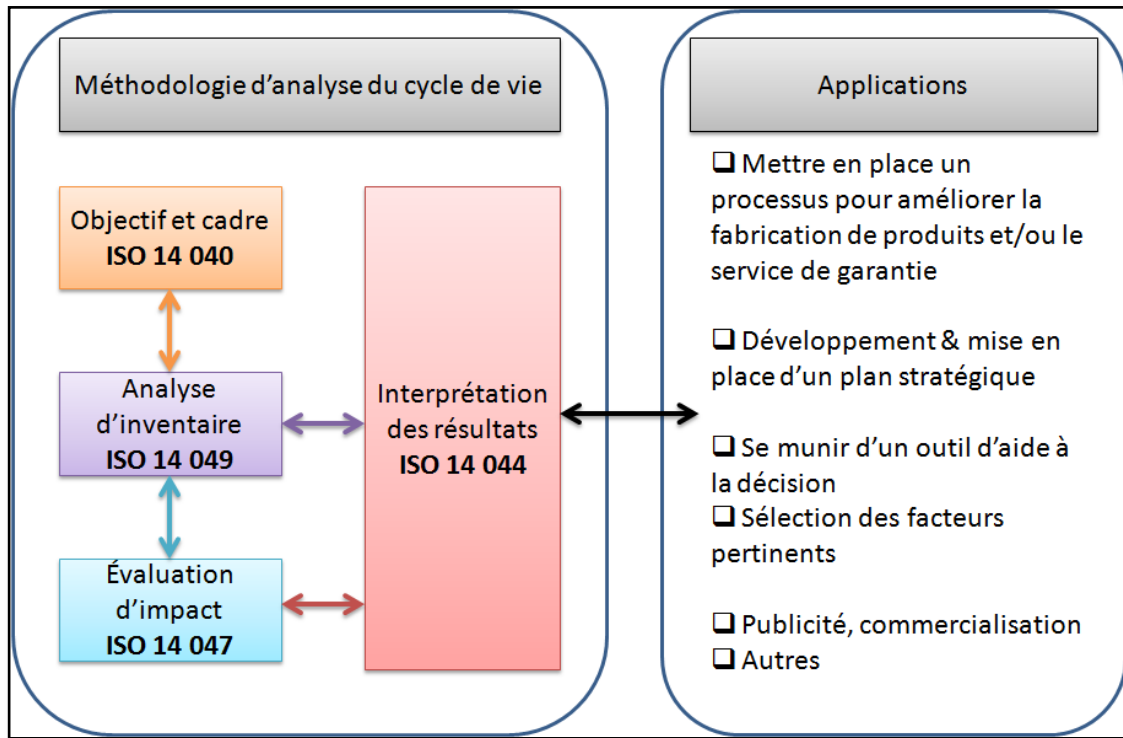 Méthodologie d'analyse du cycle de vie
Objectif et cadre
ISO 14 040
Analyse
d'inventaire
ISO 14 049
Évaluation
d'impact
ISO 14 047
Interprétation
des résultats
ISO 14 044
Applications
❑ Mettre en place un
processus pour améliorer la
fabrication de produits et/ou le
service de garantie
❑ Développement & mise en
place d'un plan stratégique
❑ Se munir d'un outil d'aide à
la décision
❑ Sélection des facteurs
pertinents
❑ Publicité, commercialisation
❑ Autres